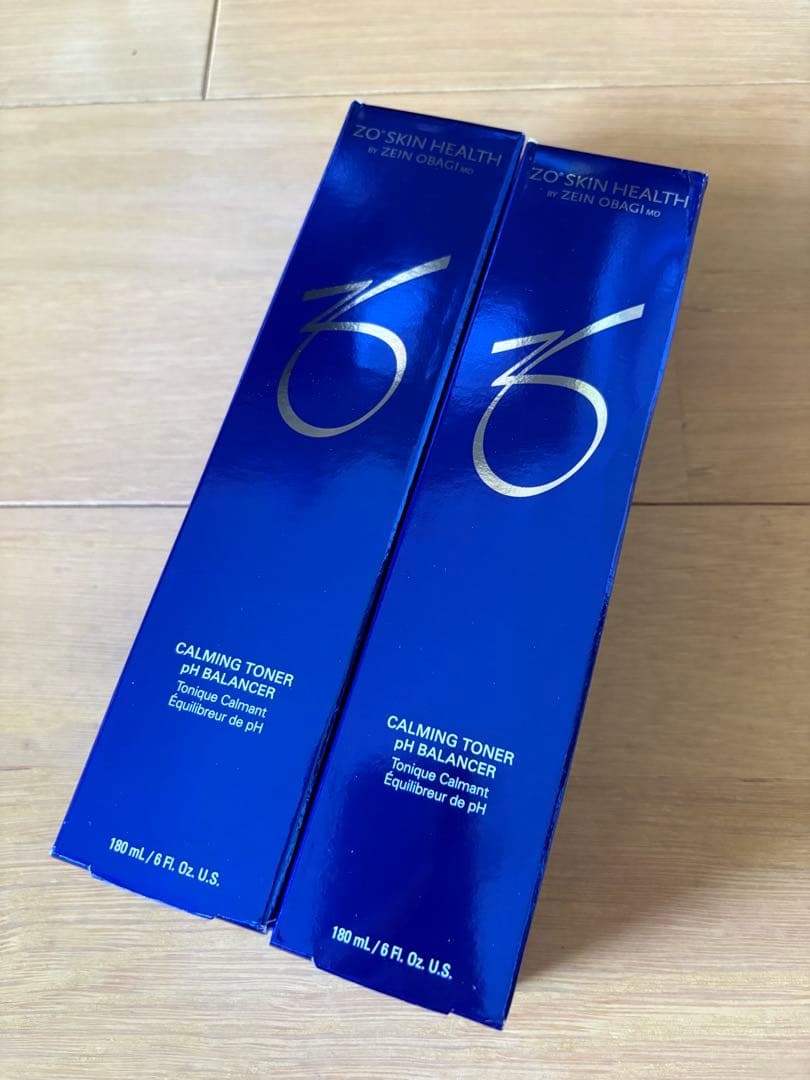 ZO® SKIN HEALTH
BY ZEIN OBAGI MD
CALMING TONER
pH BALANCER
Tonique Calmant
Équilibreur de pH
180 mL / 6 Fl. Oz. U.S.
ZO® SKIN HEALTH
BY ZEIN OBAGI MD
CALMING TONER
pH BALANCER
Tonique Calmant
Équilibreur de pH
180 mL / 6 Fl. Oz. U.S.